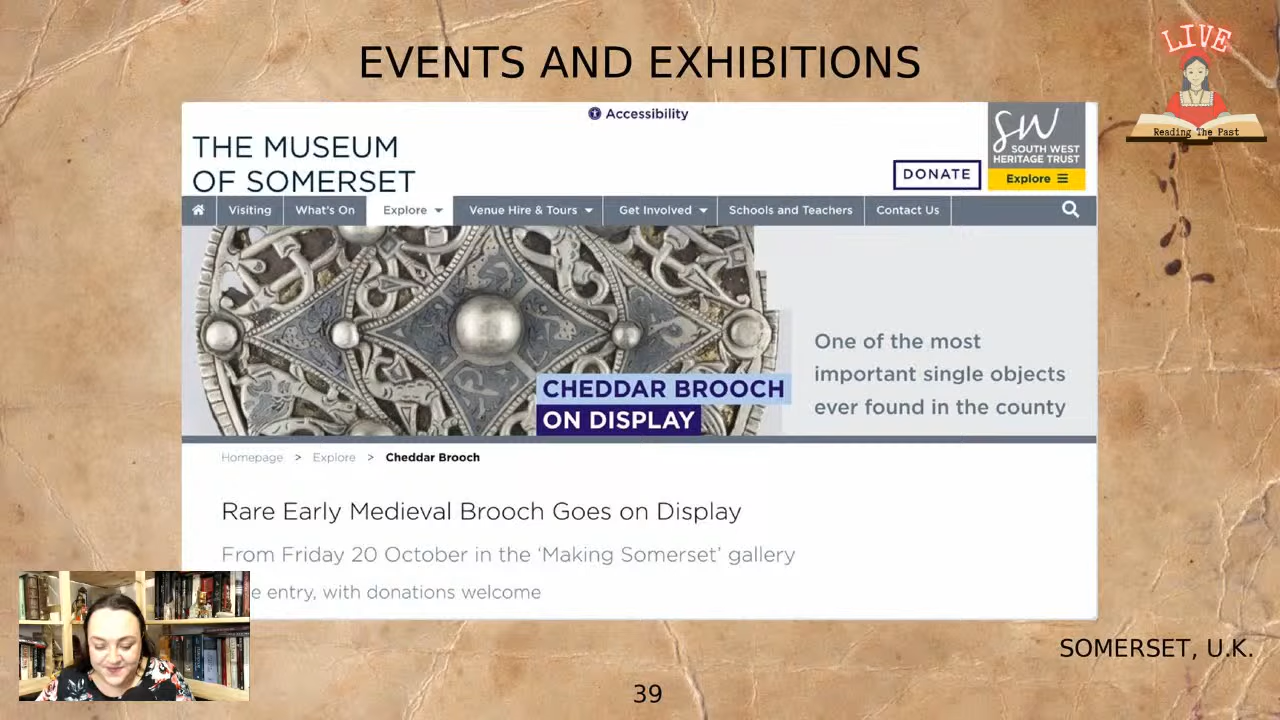 EVENTS AND EXHIBITIONS
LIVE
Reading The Past
Accessibility
THE MUSEUM
OF SOMERSET
DONATE
SW
SOUTH WEST
HERITAGE TRUST
Explore
Visiting
What's On
Explore
Venue Hire & Tours
Get Involved
Schools and Teachers
Contact Us
One of the most
important single objects
ever found in the county
CHEDDAR BROOCH
ON DISPLAY
Homepage > Explore > Cheddar Brooch
Rare Early Medieval Brooch Goes on Display
From Friday 20 October in the ‘Making Somerset’ gallery
e entry, with donations welcome
SOMERSET, U.K.
39